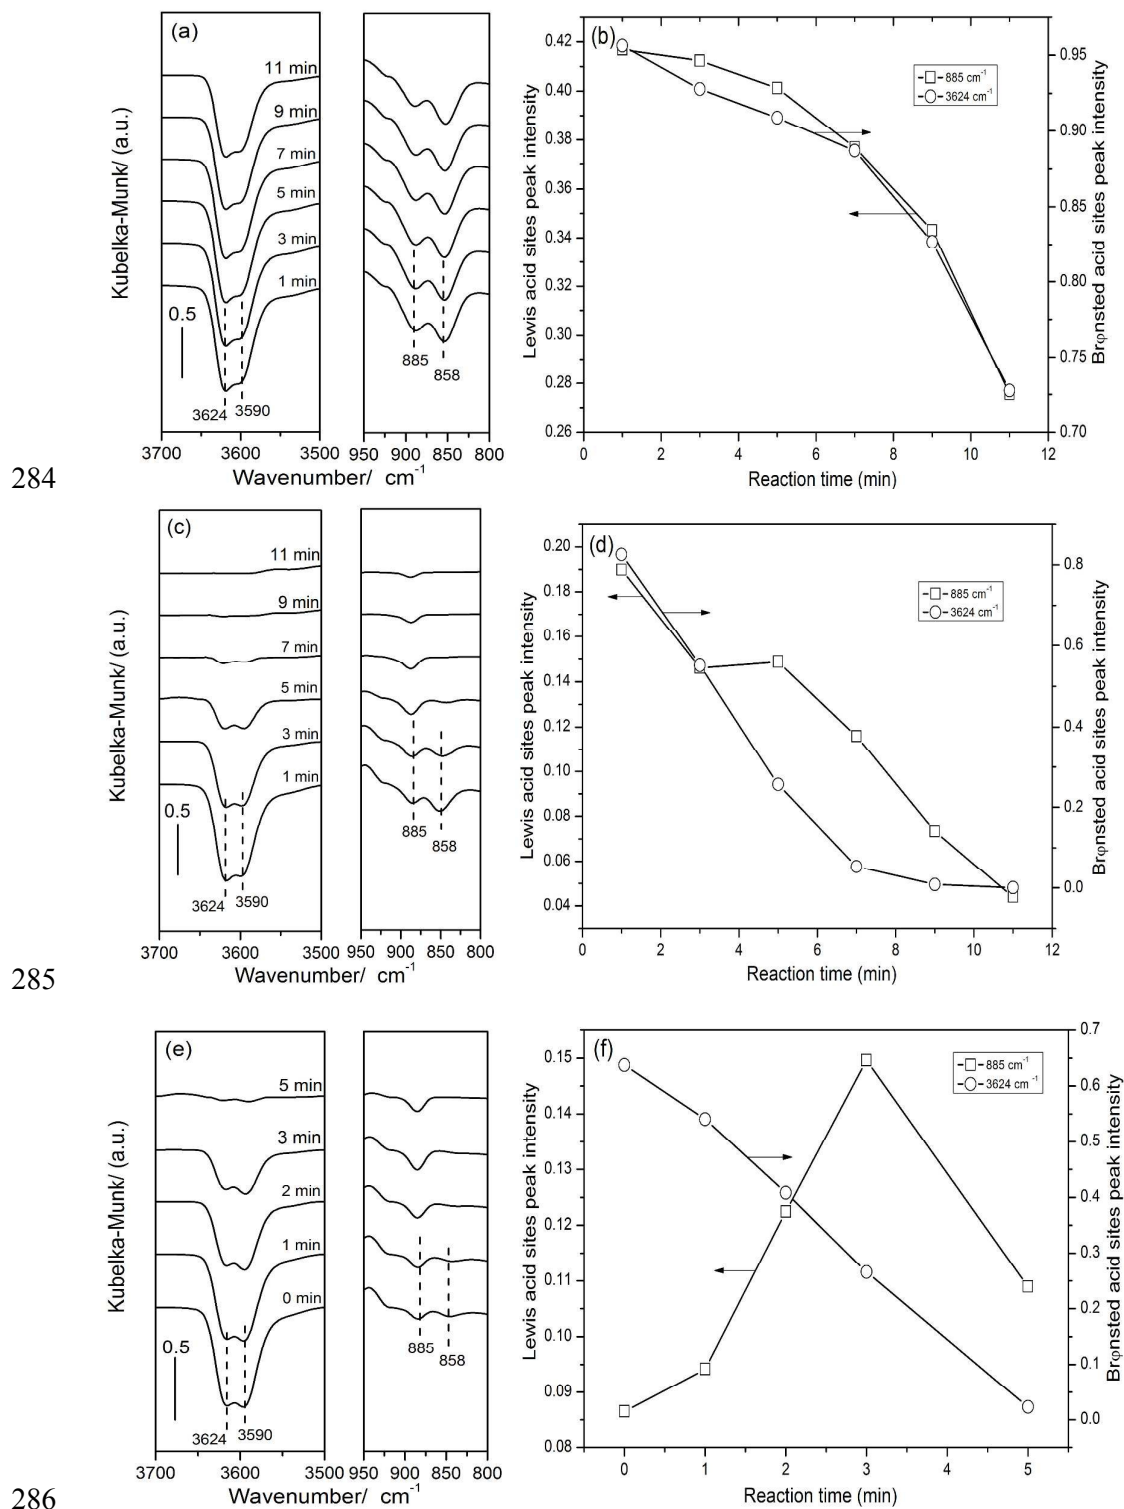 (a)
11 min
9 min
7 min
5 min
3 min
1 min
0.5
3624
3590
885
858
Kubelka-Munk/ (a.u.)
3700 3600 3500 950 900 850 800
Wavenumber/ cm-1
(b)
885 cm-1
3624 cm-1
Lewis acid sites peak intensity
0.42
0.40
0.38
0.36
0.34
0.32
0.30
0.28
0.26
Brφnsted acid sites peak intensity
0.95
0.90
0.85
0.80
0.75
0.70
0 2 4 6 8 10 12
Reaction time (min)
284
(c)
11 min
9 min
7 min
5 min
3 min
1 min
0.5
3624
3590
885
858
Kubelka-Munk/ (a.u.)
3700 3600 3500 950 900 850 800
Wavenumber/ cm-1
(d)
885 cm-1
3624 cm-1
Lewis acid sites peak intensity
0.20
0.18
0.16
0.14
0.12
0.10
0.08
0.06
0.04
Brφnsted acid sites peak intensity
0.8
0.6
0.4
0.2
0.0
0 2 4 6 8 10 12
Reaction time (min)
285
(e)
5 min
3 min
2 min
1 min
0 min
0.5
3624
3590
885
858
Kubelka-Munk/ (a.u.)
3700 3600 3500 950 900 850 800
Wavenumber/ cm-1
(f)
885 cm-1
3624 cm-1
Lewis acid sites peak intensity
0.15
0.14
0.13
0.12
0.11
0.10
0.09
0.08
Brφnsted acid sites peak intensity
0.7
0.6
0.5
0.4
0.3
0.2
0.1
0.0
0 1 2 3 4 5
Reaction time (min)
286